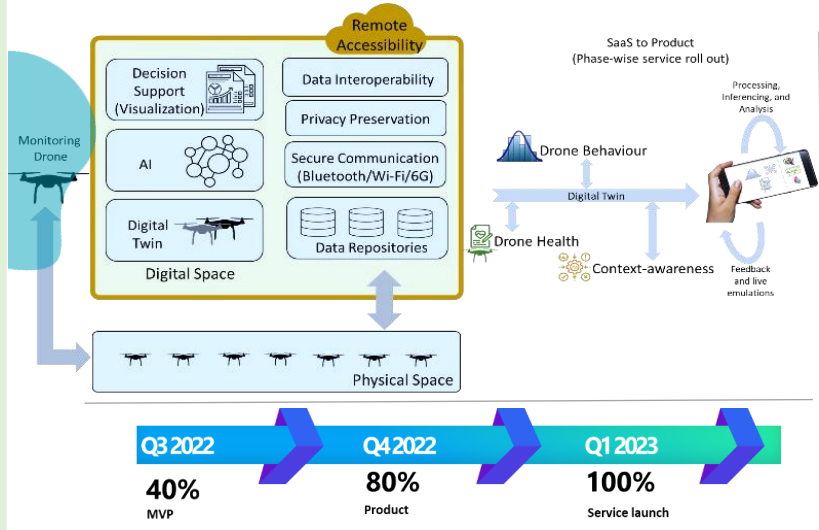 Remote
Accessibility
Decision
Support
(Visualization)
Data Interoperability
Privacy Preservation
AI
Secure Communication
(Bluetooth/Wi-Fi/6G)
Digital
Twin
Data Repositories
Digital Space
Monitoring
Drone
Physical Space
SaaS to Product
(Phase-wise service roll out)
Processing,
Inferencing, and
Analysis
Drone Behaviour
Digital Twin
Drone Health
Context-awareness
Feedback
and live
emulations
Q3 2022
Q4 2022
Q1 2023
40%
MVP
80%
Product
100%
Service launch